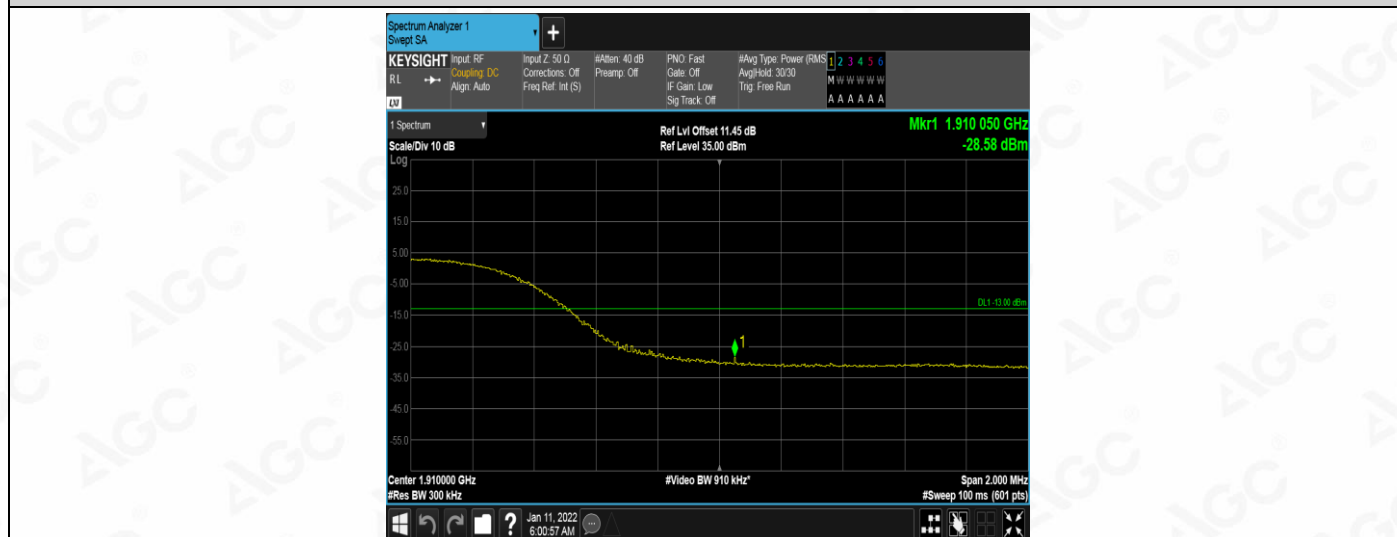 Spectrum Analyzer 1
Swept SA
+
KEYSIGHT
RL
LXI
Input: RF
Coupling: DC
Align: Auto
Input Z: 50 Ω
Corrections: Off
Freq Ref: Int (S)
#Atten: 40 dB
Preamp: Off
PNO: Fast
Gate: Off
IF Gain: Low
Sig Track: Off
#Avg Type: Power (RMS
Avg|Hold: 30/30
Trig: Free Run
1 2 3 4 5 6
M W W W W W
A A A A A A
1 Spectrum
Scale/Div 10 dB
Log
Ref Lvl Offset 11.45 dB
Ref Level 35.00 dBm
Mkr1 1.910 050 GHz
-28.58 dBm
25.0
15.0
5.00
-5.00
-15.0
-25.0
-35.0
-45.0
-55.0
DL1 -13.00 dBm
1
Center 1.910000 GHz
#Res BW 300 kHz
#Video BW 910 kHz*
Span 2.000 MHz
#Sweep 100 ms (601 pts)
?
Jan 11, 2022
6:00:57 AM
AGC